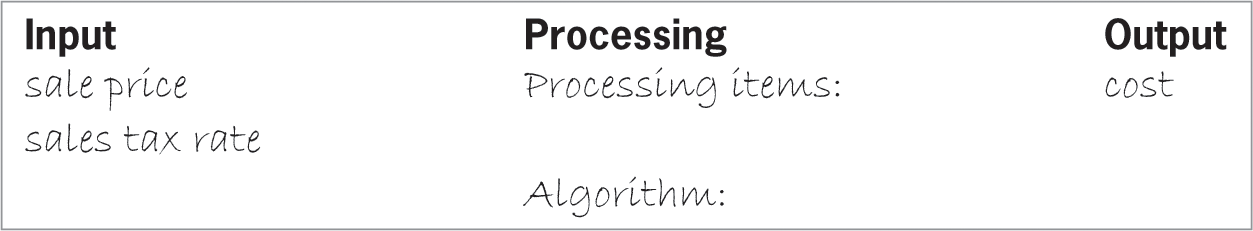 Input Processing Output
sale price Processing items: cost
sales tax rate
Algorithm: